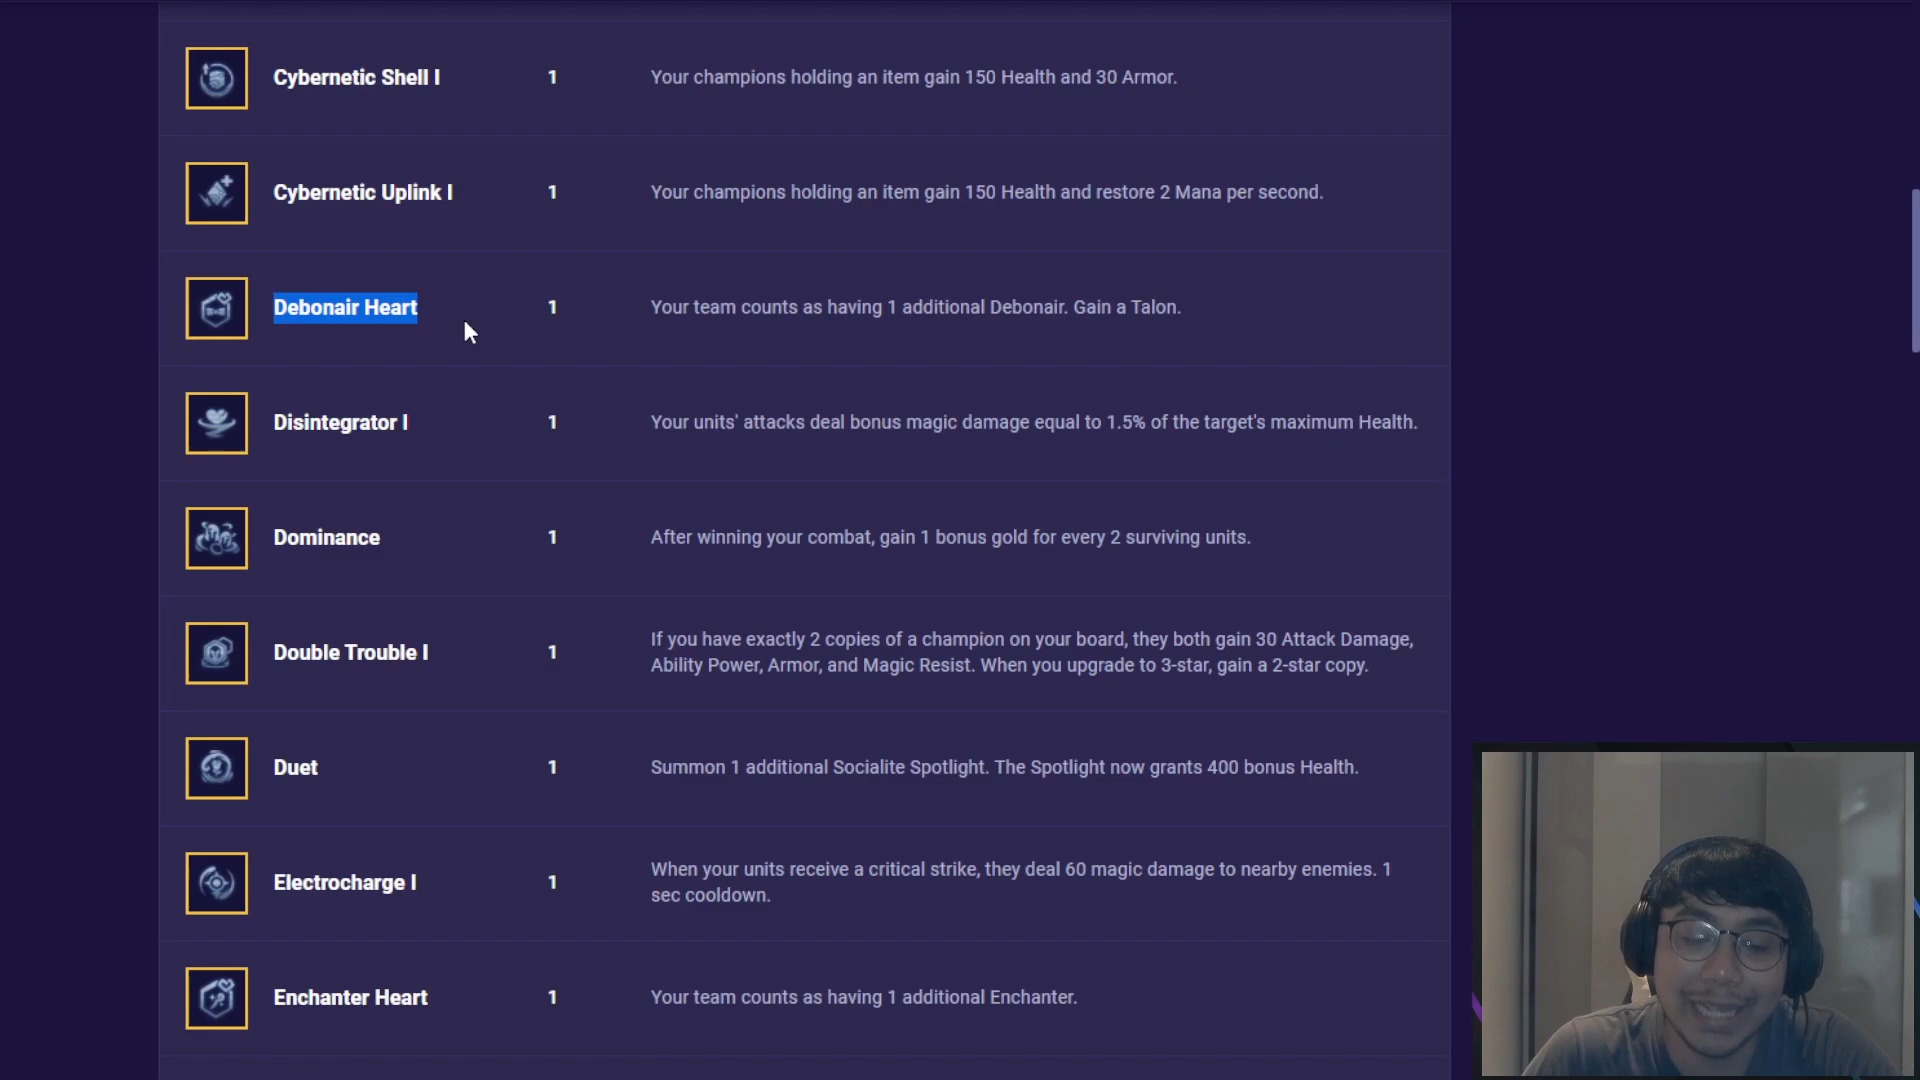 Cybernetic Shell I 1 Your champions holding an item gain 150 Health and 30 Armor.
Cybernetic Uplink I 1 Your champions holding an item gain 150 Health and restore 2 Mana per second.
Debonair Heart 1 Your team counts as having 1 additional Debonair. Gain a Talon.
Disintegrator I 1 Your units' attacks deal bonus magic damage equal to 1.5% of the target's maximum Health.
Dominance 1 After winning your combat, gain 1 bonus gold for every 2 surviving units.
Double Trouble I 1 If you have exactly 2 copies of a champion on your board, they both gain 30 Attack Damage,
Ability Power, Armor, and Magic Resist. When you upgrade to 3-star, gain a 2-star copy.
Duet 1 Summon 1 additional Socialite Spotlight. The Spotlight now grants 400 bonus Health.
Electrocharge I 1 When your units receive a critical strike, they deal 60 magic damage to nearby enemies. 1
sec cooldown.
Enchanter Heart 1 Your team counts as having 1 additional Enchanter.